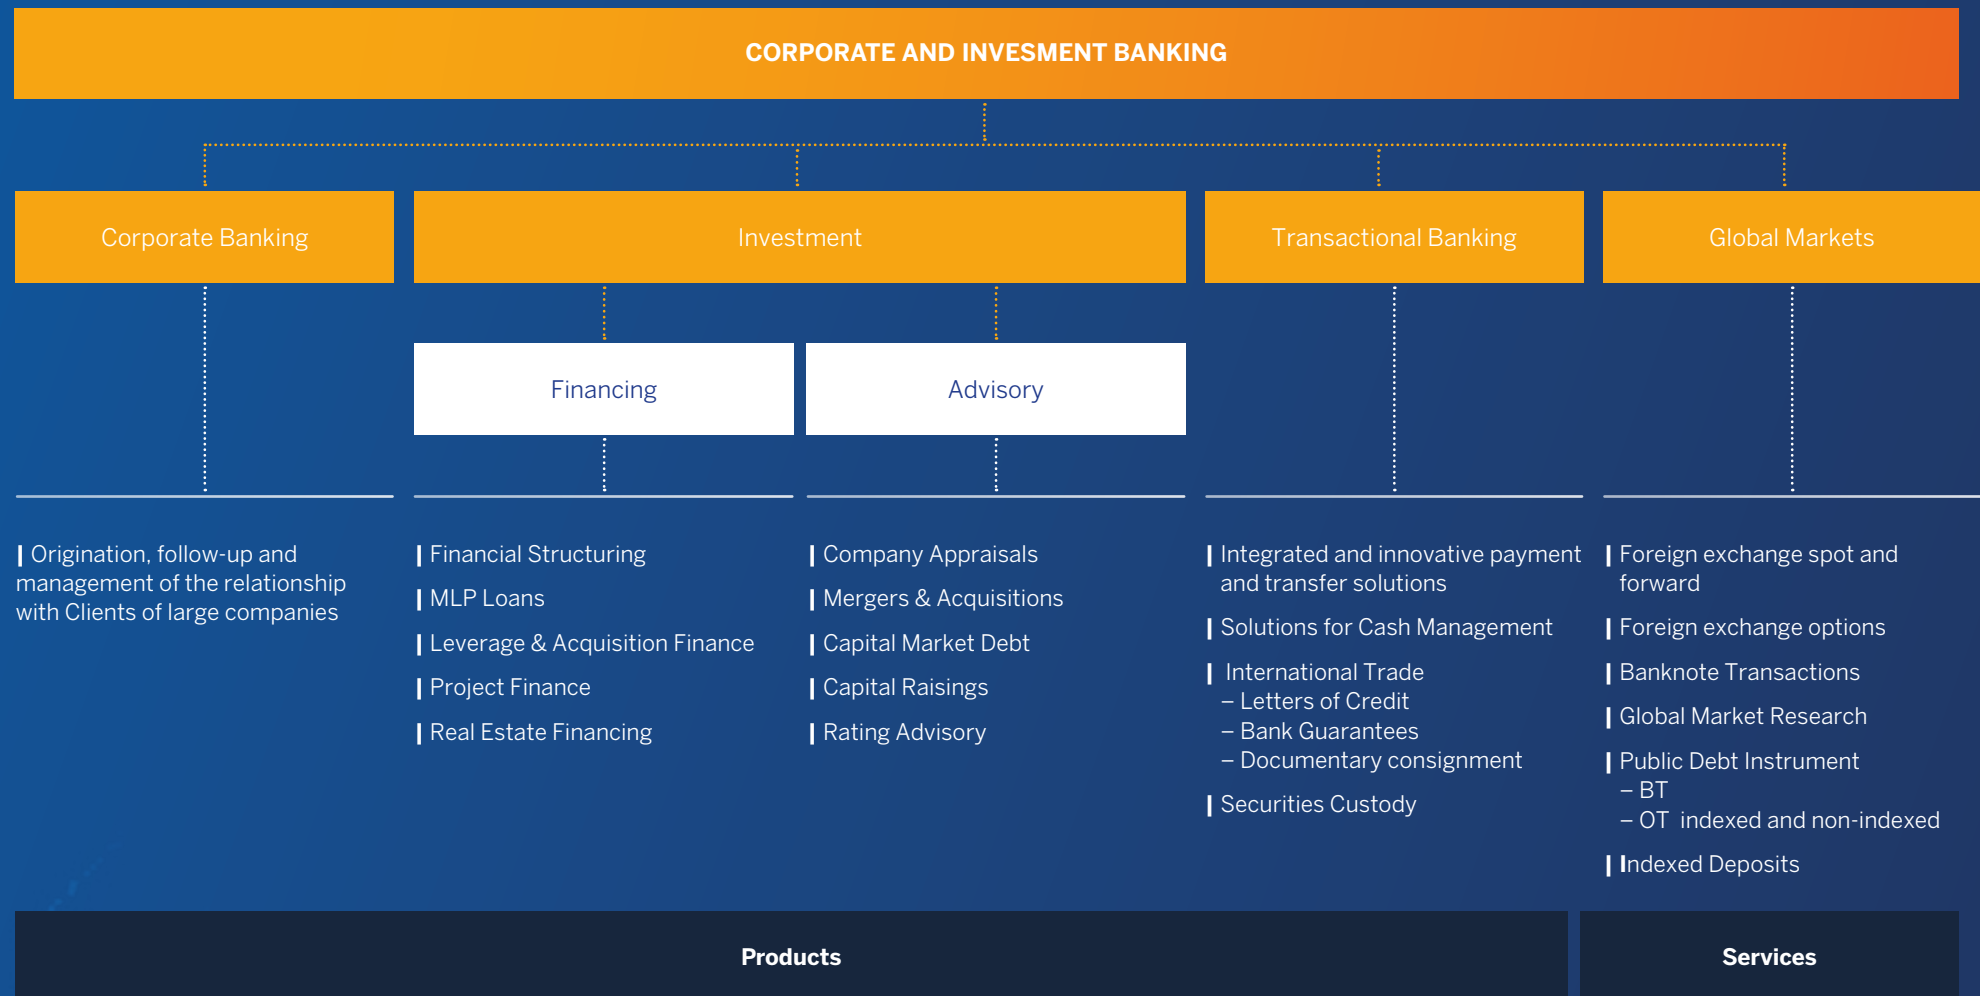 CORPORATE AND INVESMENT BANKING
Corporate Banking
Investment
Transactional Banking
Global Markets
Financing
Advisory
| Origination, follow-up and
management of the relationship
with Clients of large companies
| Financial Structuring
| MLP Loans
| Leverage & Acquisition Finance
| Project Finance
| Real Estate Financing
| Company Appraisals
| Mergers & Acquisitions
| Capital Market Debt
| Capital Raisings
| Rating Advisory
| Integrated and innovative payment
and transfer solutions
| Solutions for Cash Management
| International Trade
– Letters of Credit
– Bank Guarantees
– Documentary consignment
| Securities Custody
| Foreign exchange spot and
forward
| Foreign exchange options
| Banknote Transactions
| Global Market Research
| Public Debt Instrument
– BT
– OT indexed and non-indexed
| Indexed Deposits
Products
Services